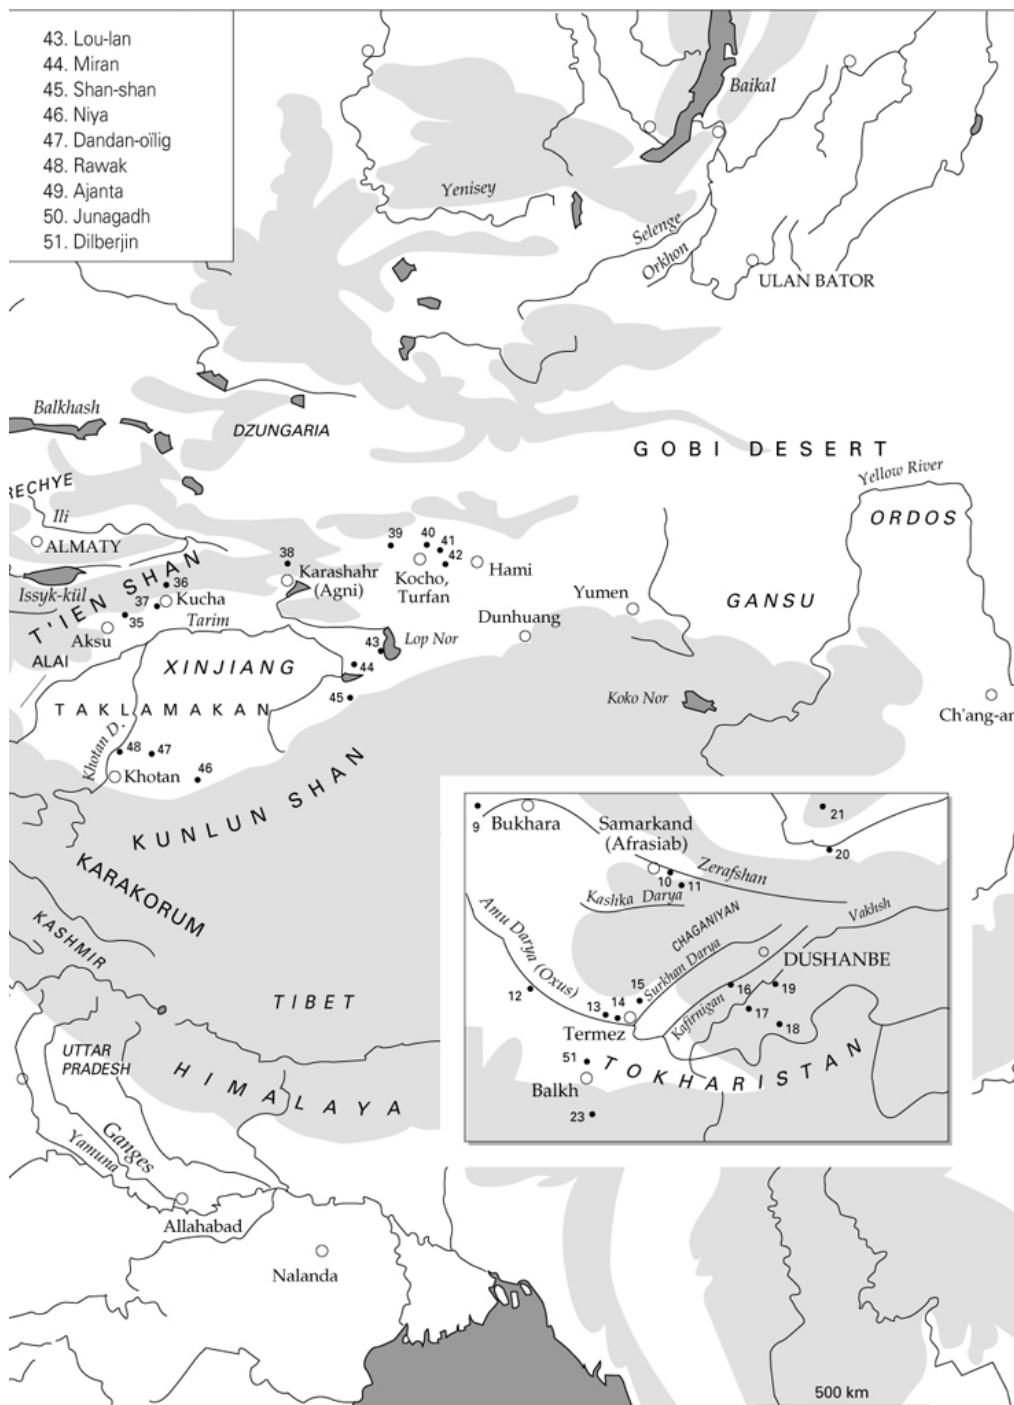 43. Lou-lan
44. Miran
45. Shan-shan
46. Niya
47. Dandan-oïlig
48. Rawak
49. Ajanta
50. Junagadh
51. Dilberjin
Baikal
Yenisey
Selenge
Orkhon
ULAN BATOR
Balkhash
DZUNGARIA
GOBI DESERT
Yellow River
RECHYE
Ili
ORDOS
ALMATY
39
40
41
42
38
Issyk-kül
T'IEN SHAN
36
37
35
Kucha
Karashahr
(Agni)
Kocho,
Turfan
Hami
Yumen
GANSU
Aksu
Tarim
Dunhuang
43
Lop Nor
ALAI
XINJIANG
44
45
Koko Nor
TAKLAMAKAN
Ch'ang-an
Khotan D.
48
47
46
Khotan
KUNLUN SHAN
KARAKORUM
KASHMIR
TIBET
UTTAR
PRADESH
HIMALAYA
Ganges
Yamuna
Allahabad
Nalanda
9
Bukhara
Samarkand
(Afrasiab)
21
20
10
11
Zerafshan
Kashka Darya
Amu Darya (Oxus)
CHAGANIYAN
Vakhsh
Surkhan Darya
DUSHANBE
12
13
14
15
16
19
17
18
Kafirnigan
Termez
51
TOKHARISTAN
Balkh
23
500 km